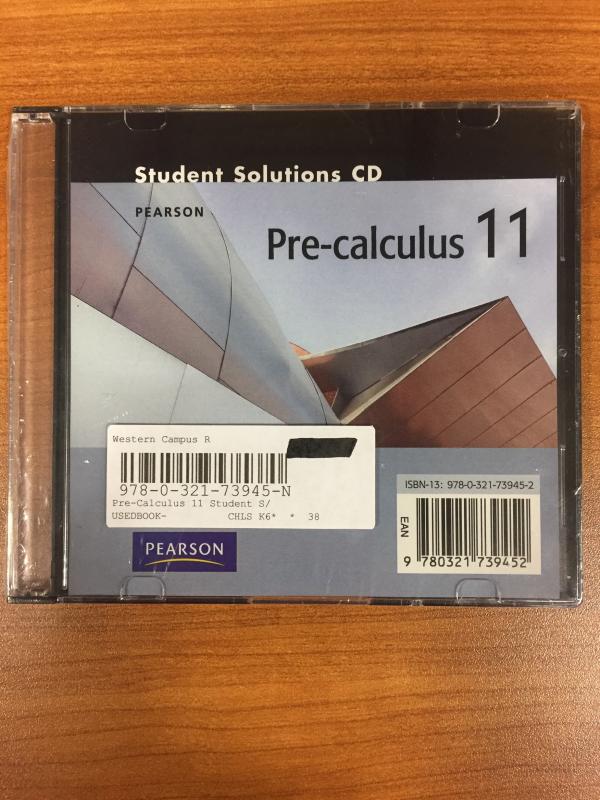 Student Solutions CD
PEARSON
Pre-calculus 11
Western Campus R
978-0-321-73945-N
Pre-Calculus 11 Student S/
USEDBOOK- CHLS K6* * 38
PEARSON
ISBN-13: 978-0-321-73945-2
EAN
9 780321 739452